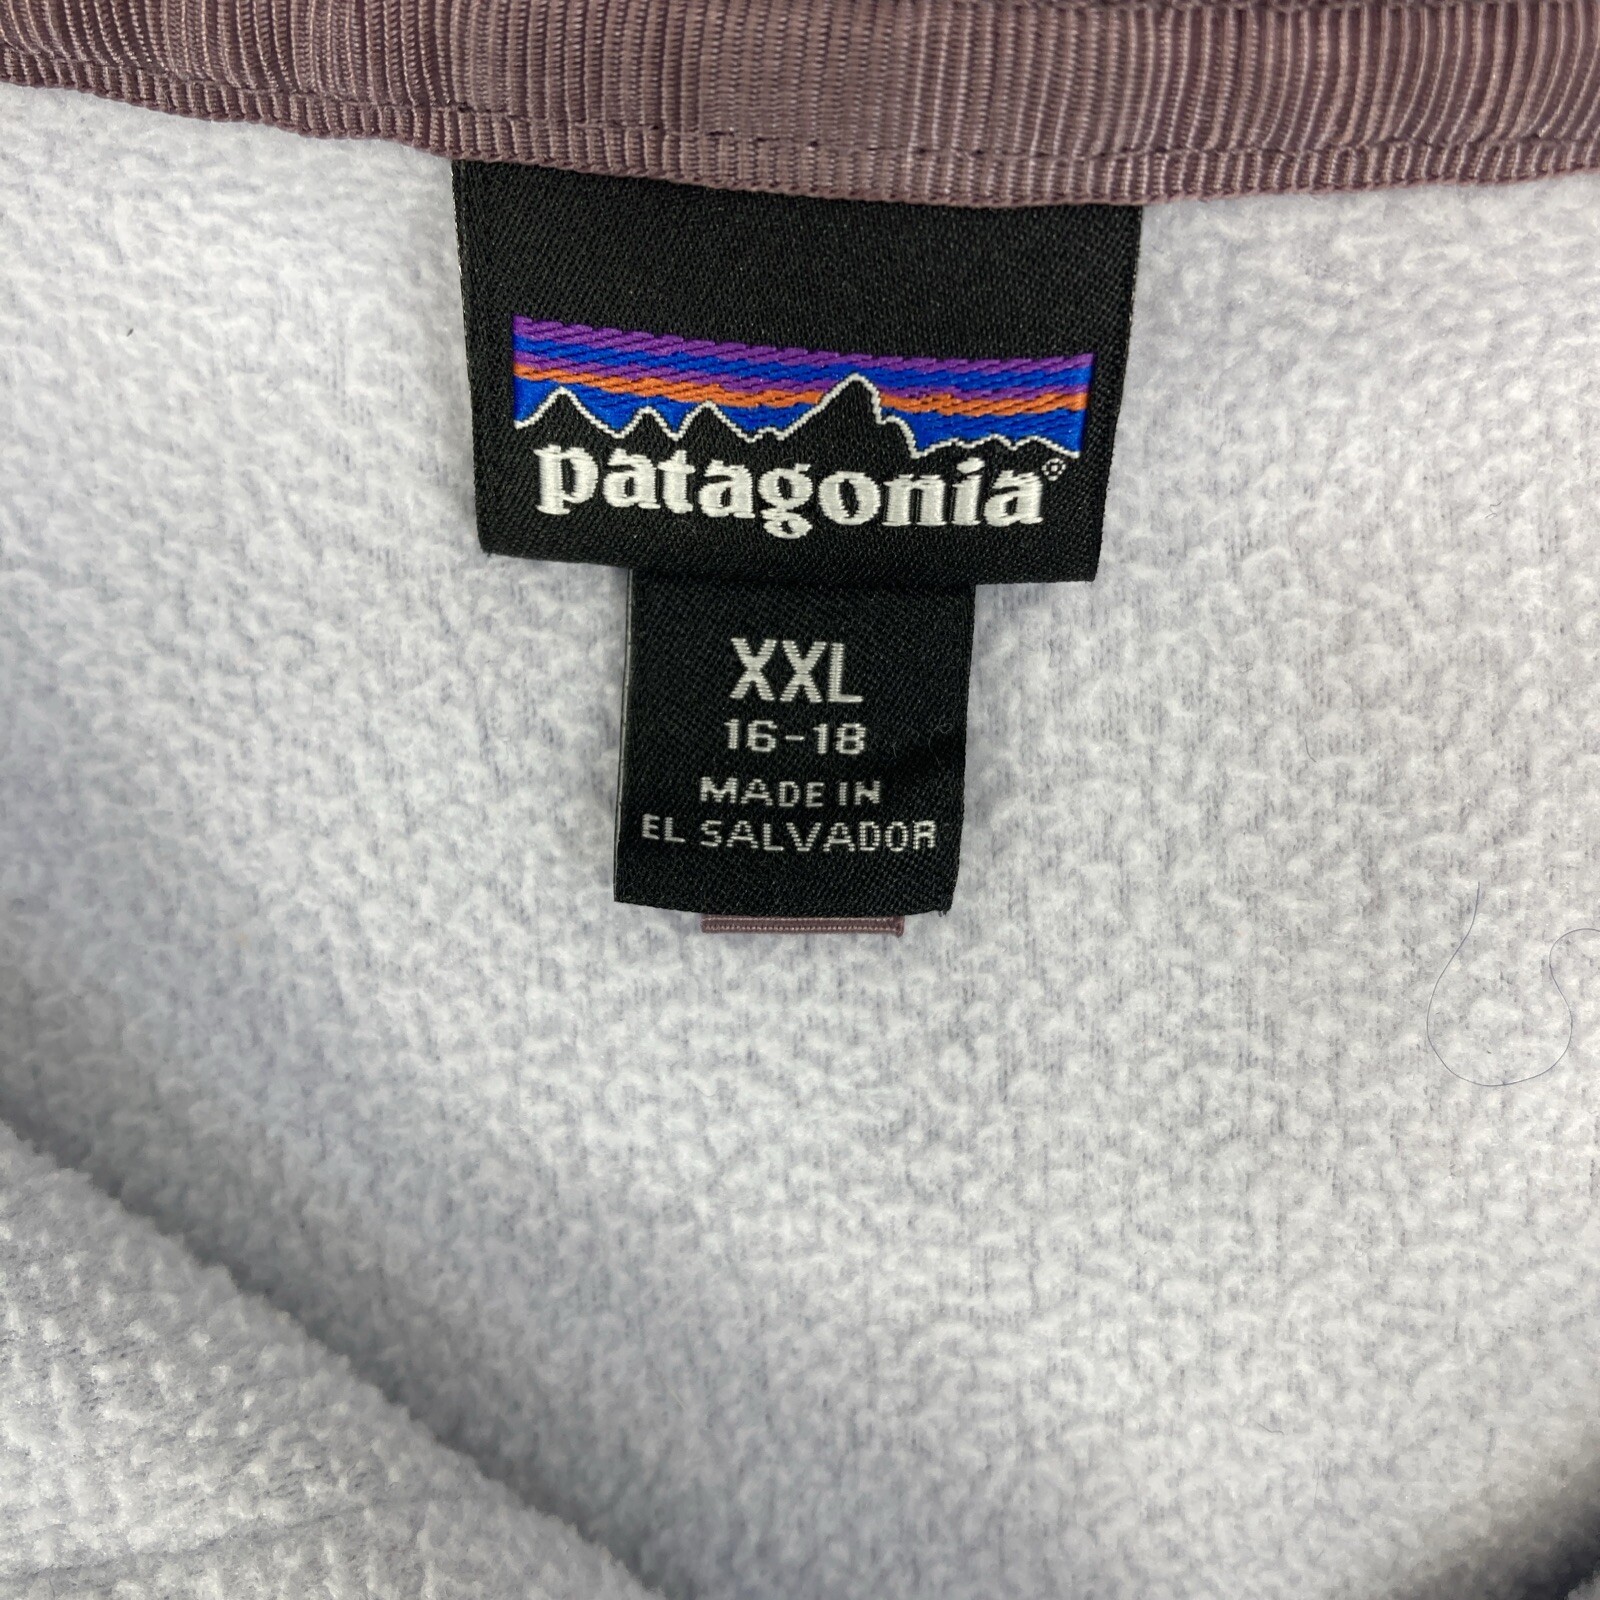 patagonia®
XXL
16-18
MADE IN
EL SALVADOR